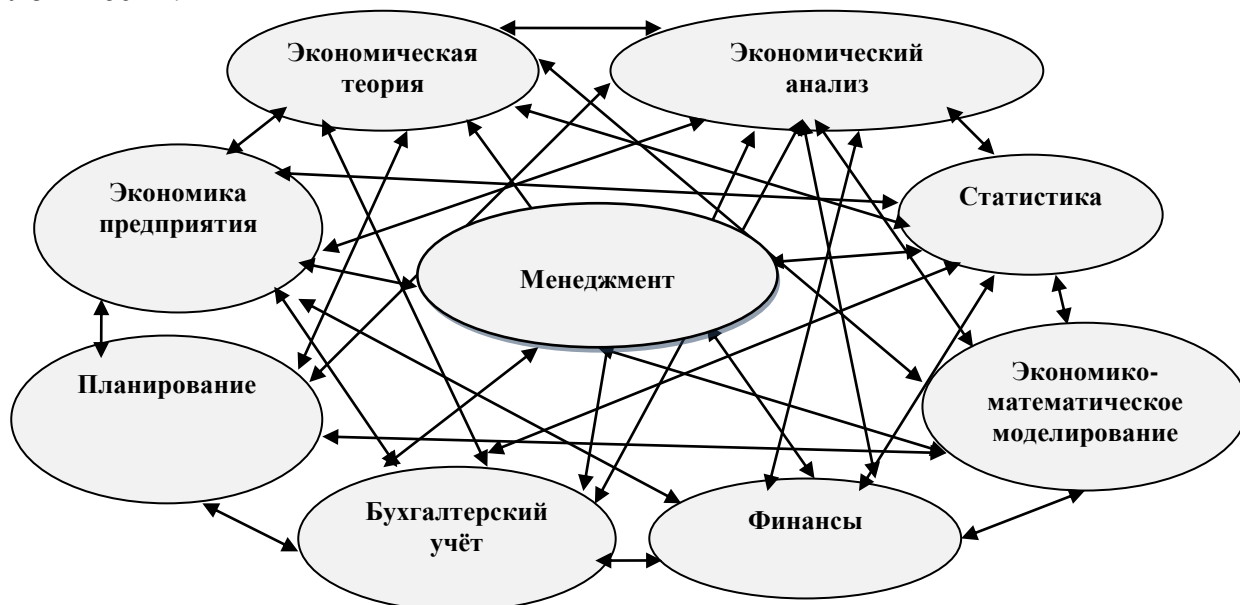 Экономическая
теория
Экономический
анализ
Экономика
предприятия
Статистика
Менеджмент
Планирование
Экономико-
математическое
моделирование
Бухгалтерский
учёт
Финансы